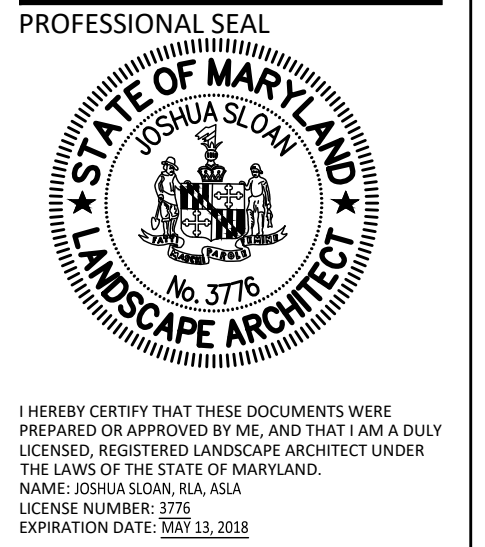 PROFESSIONAL SEAL
STATE OF MARYLAND
JOSHUA SLOAN
FATTI MASCHII PAROLE FEMINE
No. 3776
LANDSCAPE ARCHITECT
I HEREBY CERTIFY THAT THESE DOCUMENTS WERE
PREPARED OR APPROVED BY ME, AND THAT I AM A DULY
LICENSED, REGISTERED LANDSCAPE ARCHITECT UNDER
THE LAWS OF THE STATE OF MARYLAND.
NAME: JOSHUA SLOAN, RLA, ASLA
LICENSE NUMBER: 3776
EXPIRATION DATE: MAY 13, 2018